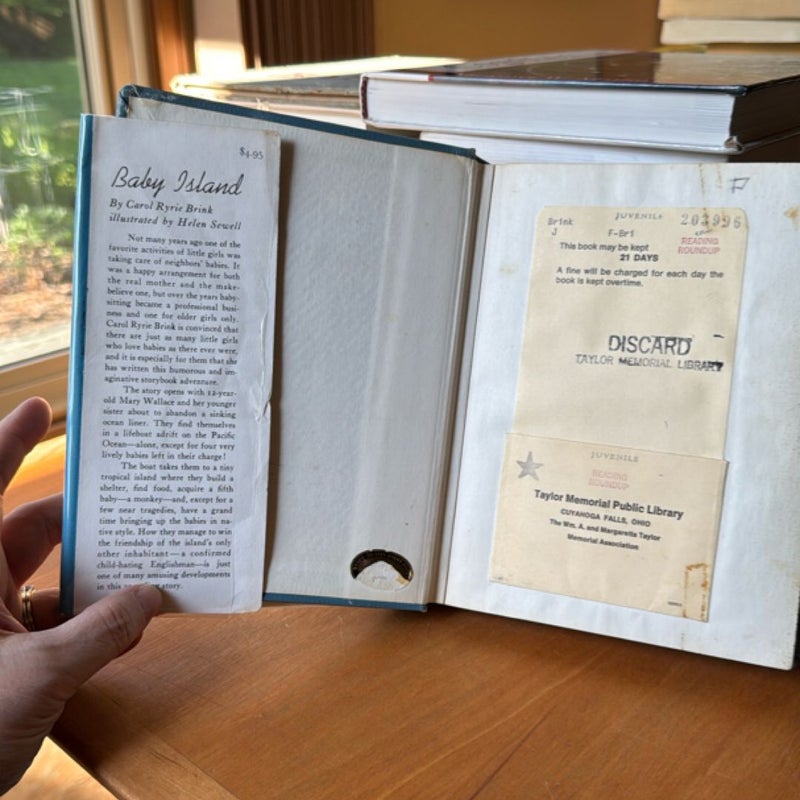 $4.95
Baby Island
By Carol Ryrie Brink
illustrated by Helen Sewell
Not many years ago one of the
favorite activities of little girls was
taking care of neighbors' babies. It
was a happy arrangement for both
the real mother and the make-
believe one, but over the years baby-
sitting became a professional busi-
ness and one for older girls only.
Carol Ryrie Brink is convinced that
there are just as many little girls
who love babies as there ever were,
and it is especially for them that she
has written this humorous and im-
aginative storybook adventure.
The story opens with 12-year-
old Mary Wallace and her younger
sister about to abandon a sinking
ocean liner. They find themselves
in a lifeboat adrift on the Pacific
Ocean—alone, except for four very
lively babies left in their charge!
The boat takes them to a tiny
tropical island where they build a
shelter, find food, acquire a fifth
baby—a monkey—and, except for a
few near tragedies, have a grand
time bringing up the babies in na-
tive style. How they manage to win
the friendship of the island's only
other inhabitant—a confirmed
child-hating Englishman—is just
one of many amusing developments
in this story.
F
JUVENILE
203996
Brink
J F-Br1
READING
ROUNDUP
This book may be kept
21 DAYS
A fine will be charged for each day the
book is kept overtime.
DISCARD
TAYLOR MEMORIAL LIBRARY
JUVENILE
READING
ROUNDUP
Taylor Memorial Public Library
CUYAHOGA FALLS, OHIO
The Wm. A. and Margaretta Taylor
Memorial Association